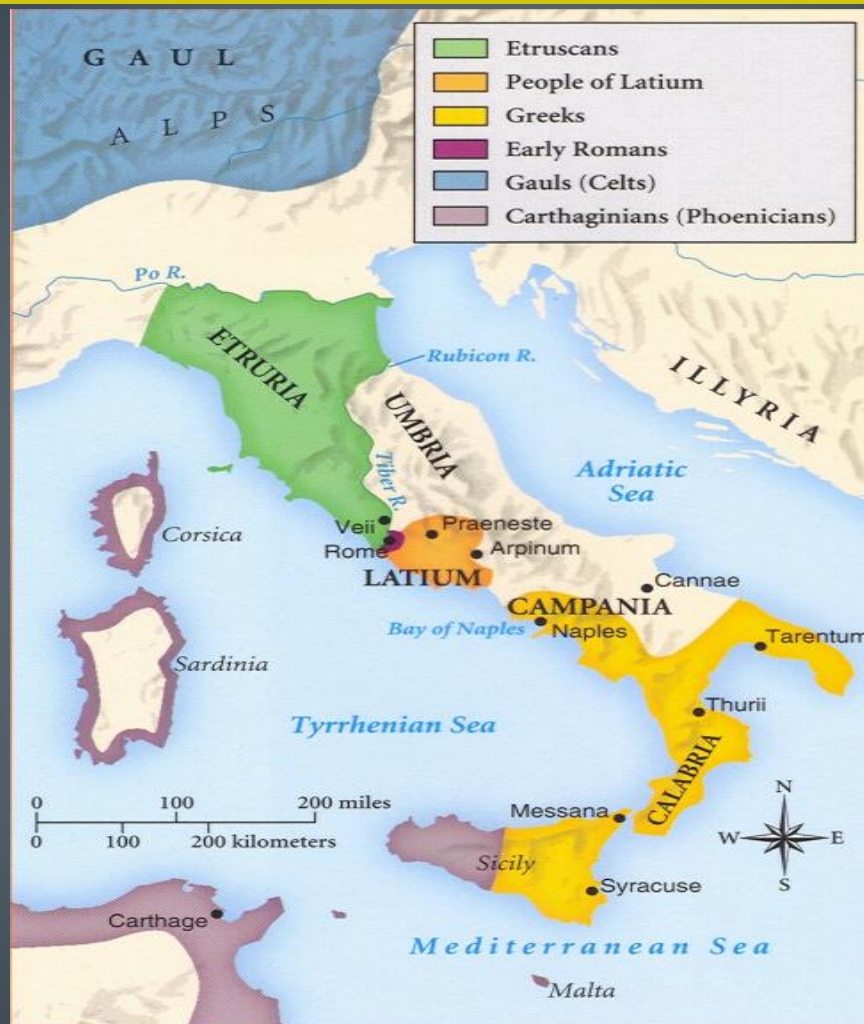 GAUL
ALPS
Etruscans
People of Latium
Greeks
Early Romans
Gauls (Celts)
Carthaginians (Phoenicians)
Po R.
ETRURIA
Rubicon R.
UMBRIA
ILLYRIA
Tiber R.
Adriatic
Sea
Corsica
Veii
Praeneste
Rome
Arpinum
LATIUM
Cannae
CAMPANIA
Bay of Naples
Naples
Tarentum
Sardinia
Thurii
Tyrrhenian Sea
CALABRIA
0 100 200 miles
0 100 200 kilometers
Messana
N
W E
S
Sicily
Syracuse
Carthage
Mediterranean Sea
Malta